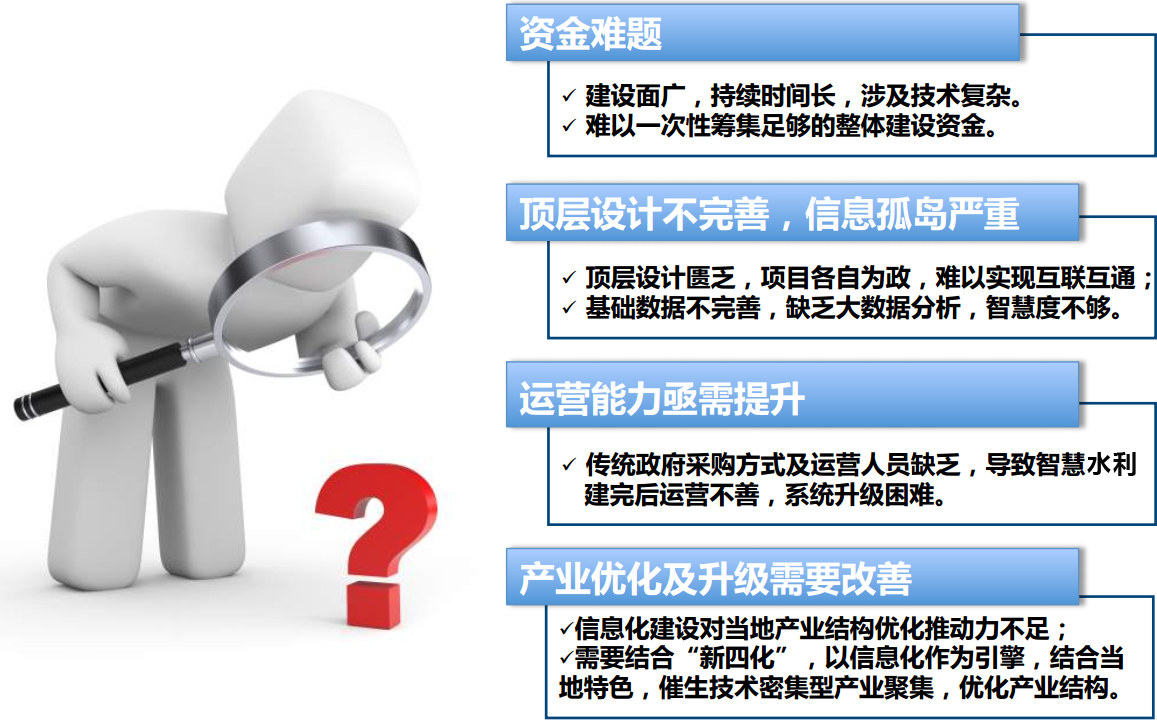 资金难题
✓ 建设面广，持续时间长，涉及技术复杂。
✓ 难以一次性筹集足够的整体建设资金。
顶层设计不完善，信息孤岛严重
✓ 顶层设计匮乏，项目各自为政，难以实现互联互通；
✓ 基础数据不完善，缺乏大数据分析，智慧度不够。
运营能力亟需提升
✓ 传统政府采购方式及运营人员缺乏，导致智慧水利
建完后运营不善，系统升级困难。
产业优化及升级需要改善
✓信息化建设对当地产业结构优化推动力不足；
✓需要结合“新四化”，以信息化作为引擎，结合当
地特色，催生技术密集型产业聚集，优化产业结构。